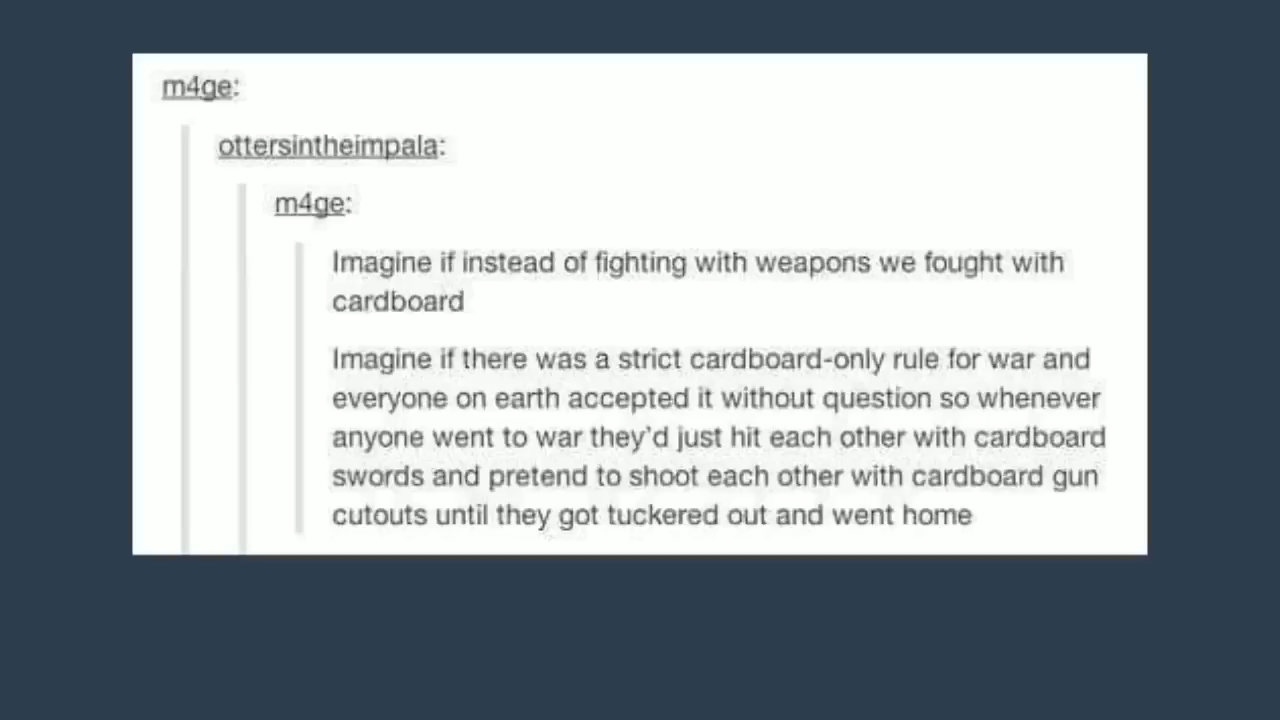 m4ge:
ottersintheimpala:
m4ge:
Imagine if instead of fighting with weapons we fought with
cardboard
Imagine if there was a strict cardboard-only rule for war and
everyone on earth accepted it without question so whenever
anyone went to war they'd just hit each other with cardboard
swords and pretend to shoot each other with cardboard gun
cutouts until they got tuckered out and went home